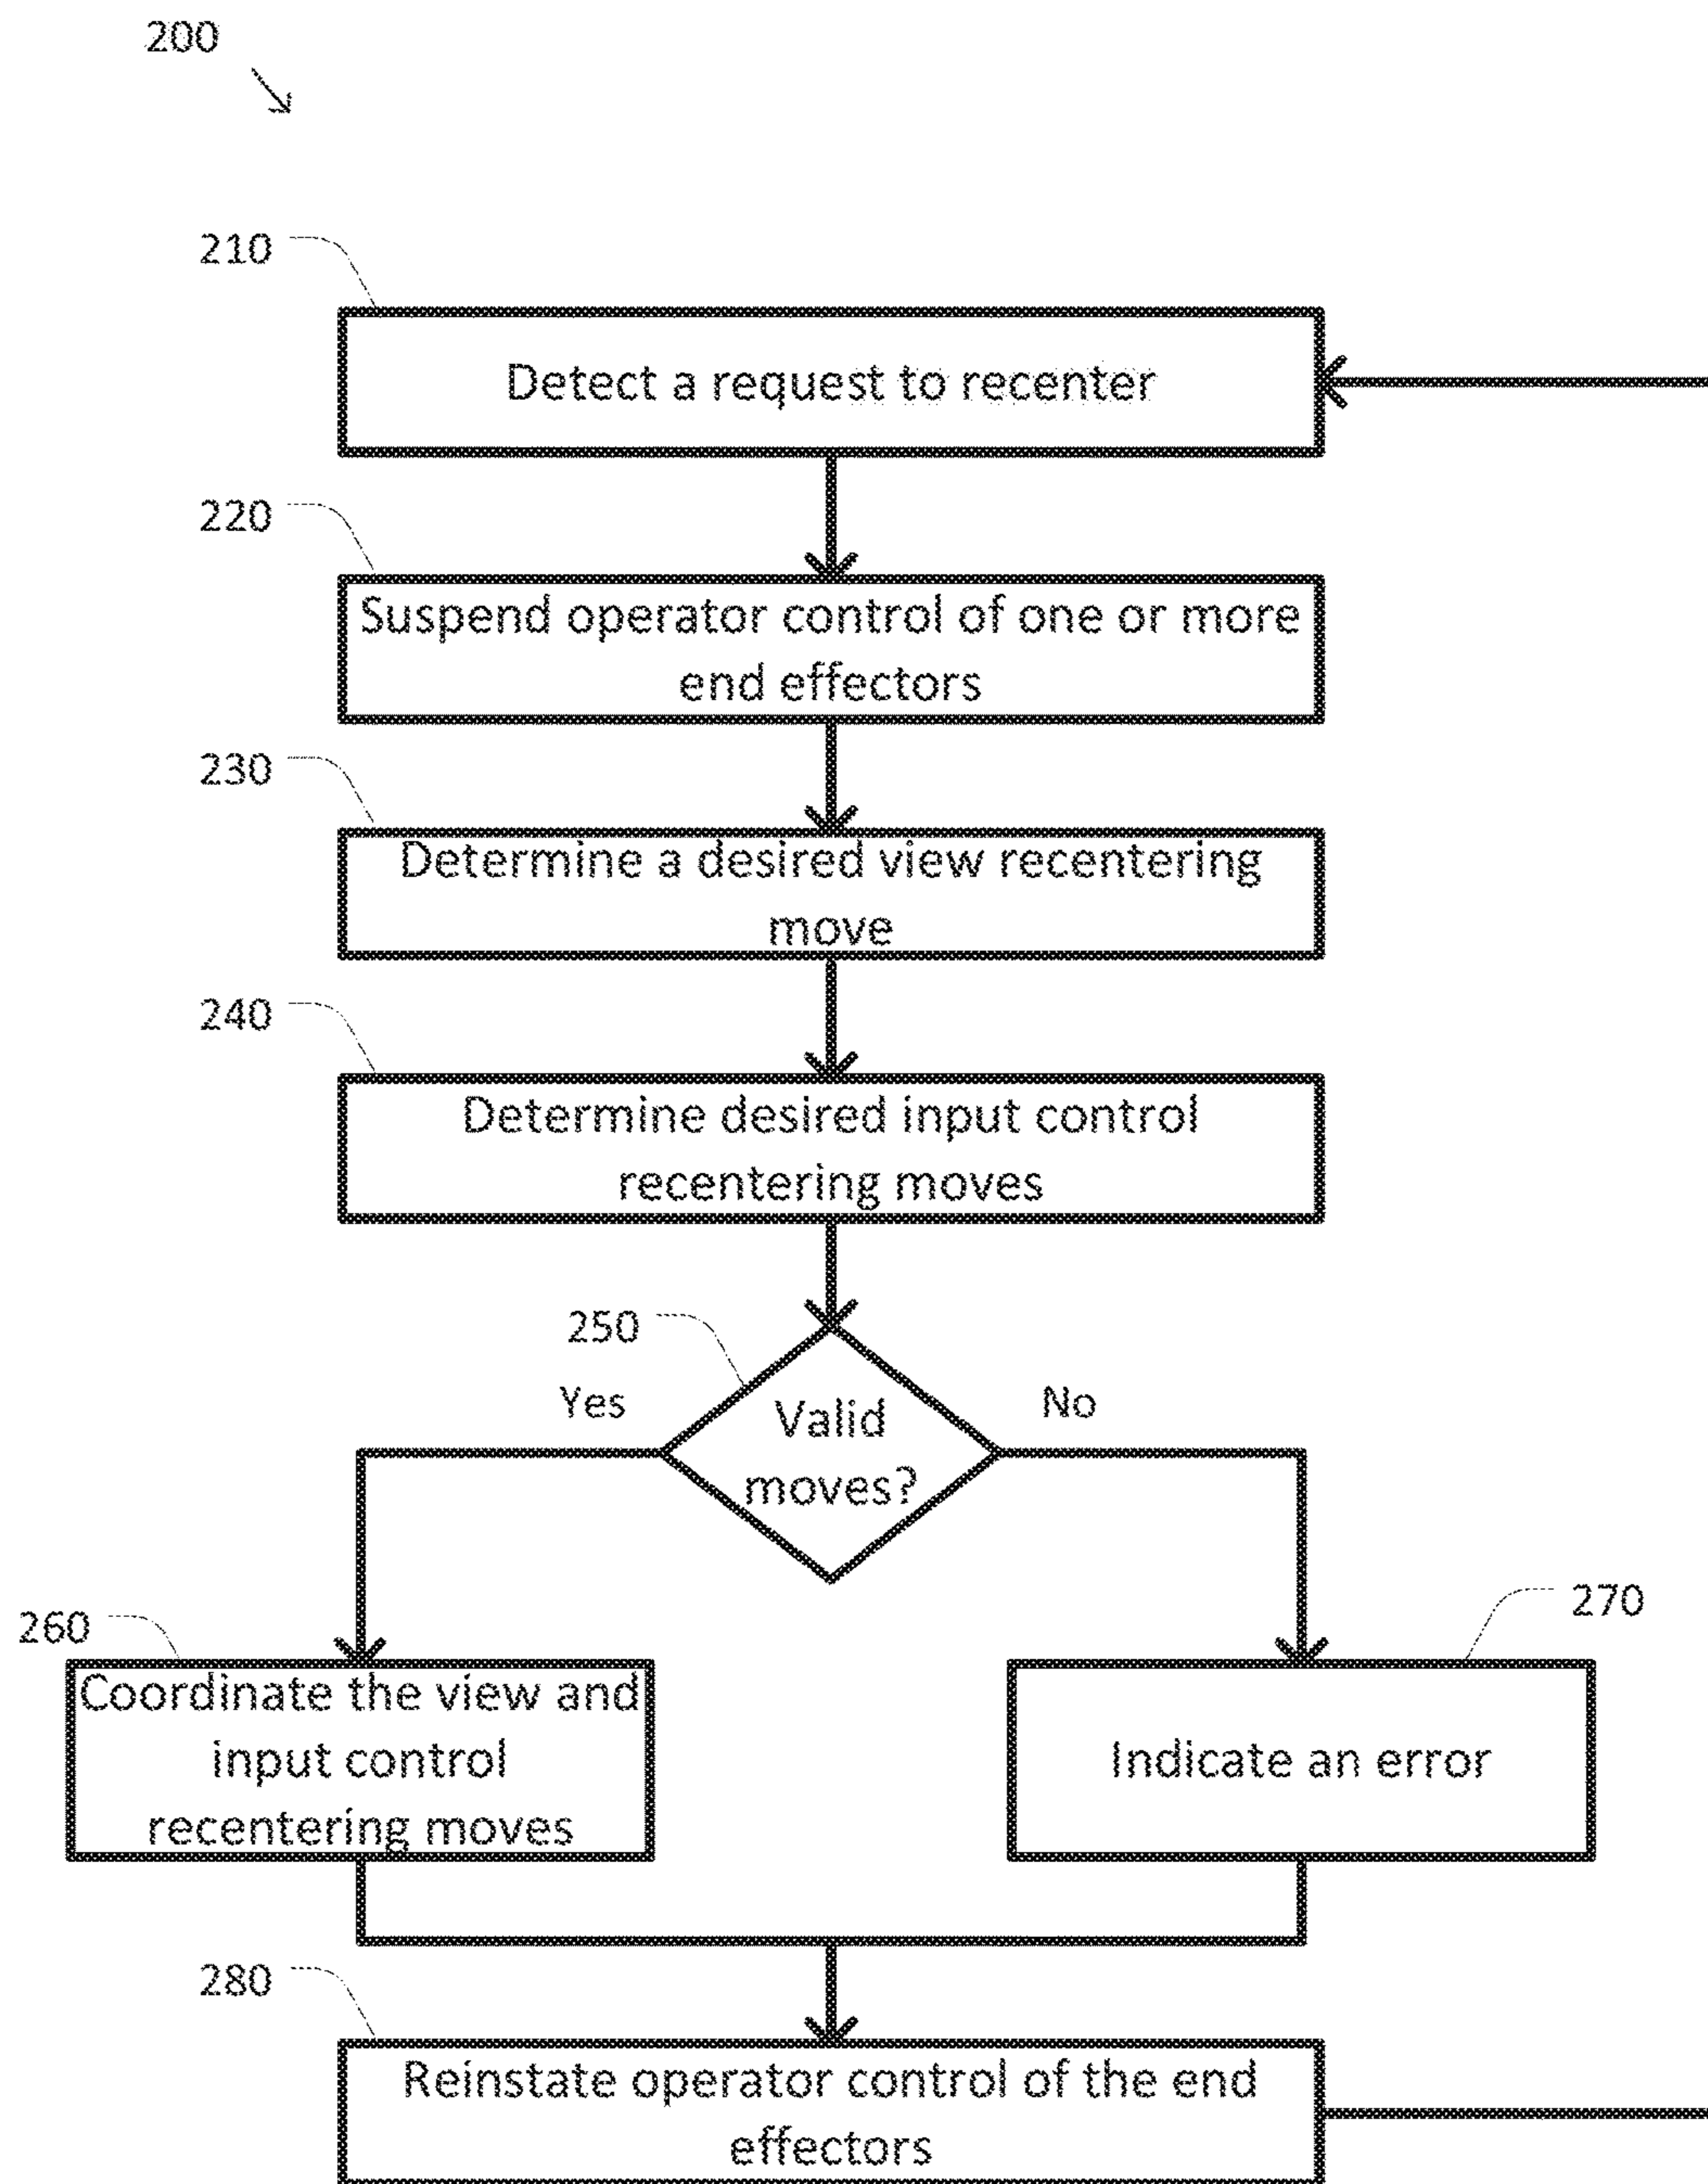 200
210
Detect a request to recenter
220
Suspend operator control of one or more
end effectors
230
Determine a desired view recentering
move
240
Determine desired input control
recentering moves
250
Yes
No
Valid
moves?
260
270
Coordinate the view and
input control
recentering moves
Indicate an error
280
Reinstate operator control of the end
effectors